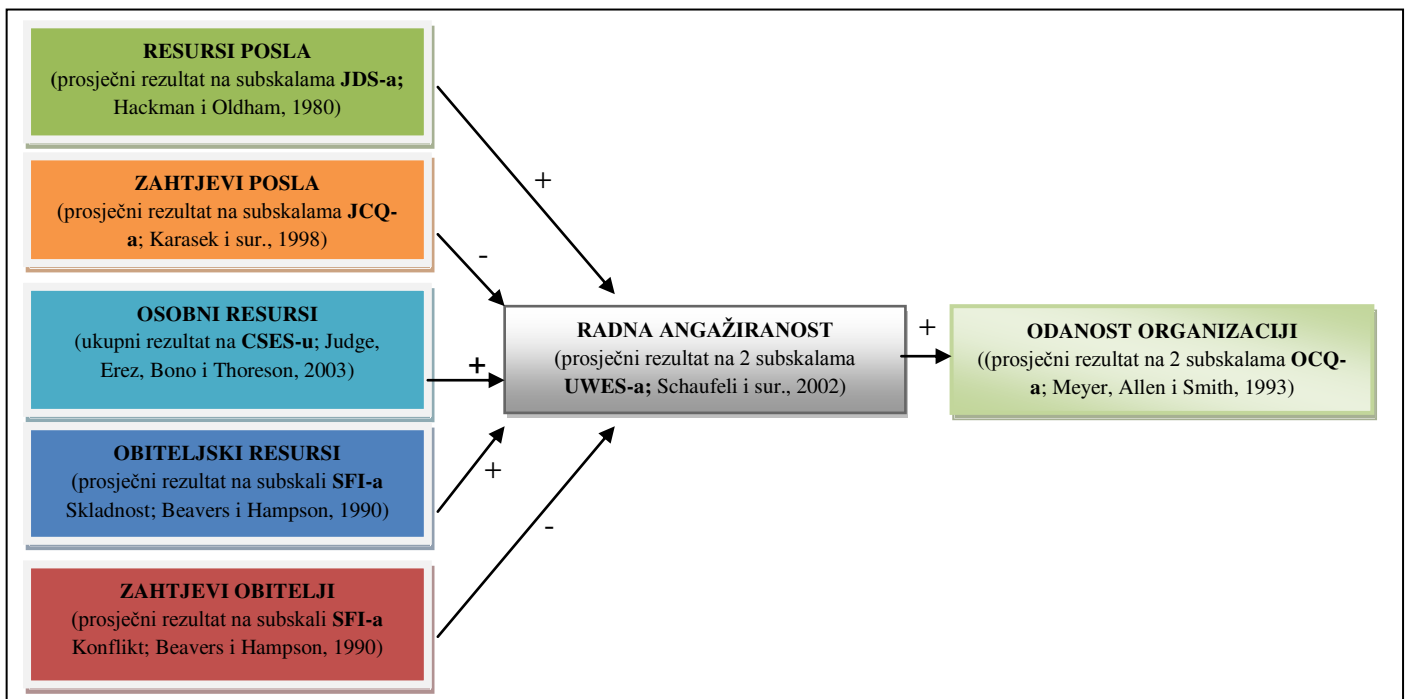 RESURSI POSLA
(prosječni rezultat na subskalama JDS-a;
Hackman i Oldham, 1980)
+
ZAHTJEVI POSLA
(prosječni rezultat na subskalama JCQ-
a; Karasek i sur., 1998)
-
OSOBNI RESURSI
(ukupni rezultat na CSES-u; Judge,
Erez, Bono i Thoreson, 2003)
+
OBITELJSKI RESURSI
(prosječni rezultat na subskali SFI-a
Skladnost; Beavers i Hampson, 1990)
+
ZAHTJEVI OBITELJI
(prosječni rezultat na subskali SFI-a
Konflikt; Beavers i Hampson, 1990)
-
RADNA ANGAŽIRANOST
(prosječni rezultat na 2 subskalama
UWES-a; Schaufeli i sur., 2002)
+
ODANOST ORGANIZACIJI
((prosječni rezultat na 2 subskalama OCQ-
a; Meyer, Allen i Smith, 1993)